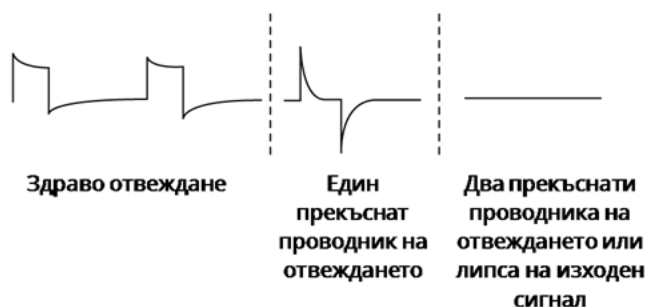 Здраво отвеждане
Един
прекъснат
проводник на
отвеждането
Два прекъснати
проводника на
отвеждането или
липса на изходен
сигнал